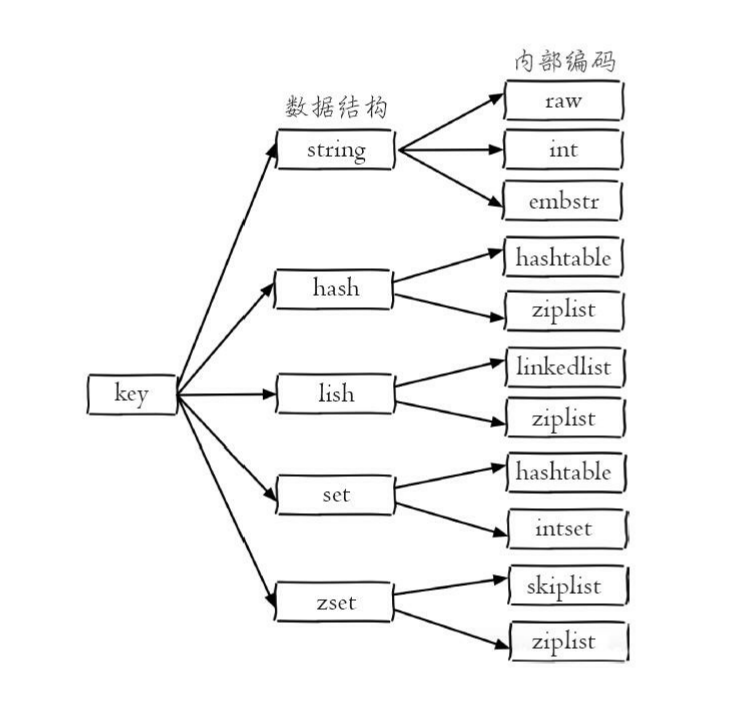 内部编码
数据结构
raw
string
int
embstr
hashtable
hash
ziplist
linkedlist
key
lish
ziplist
hashtable
set
intset
skiplist
zset
ziplist